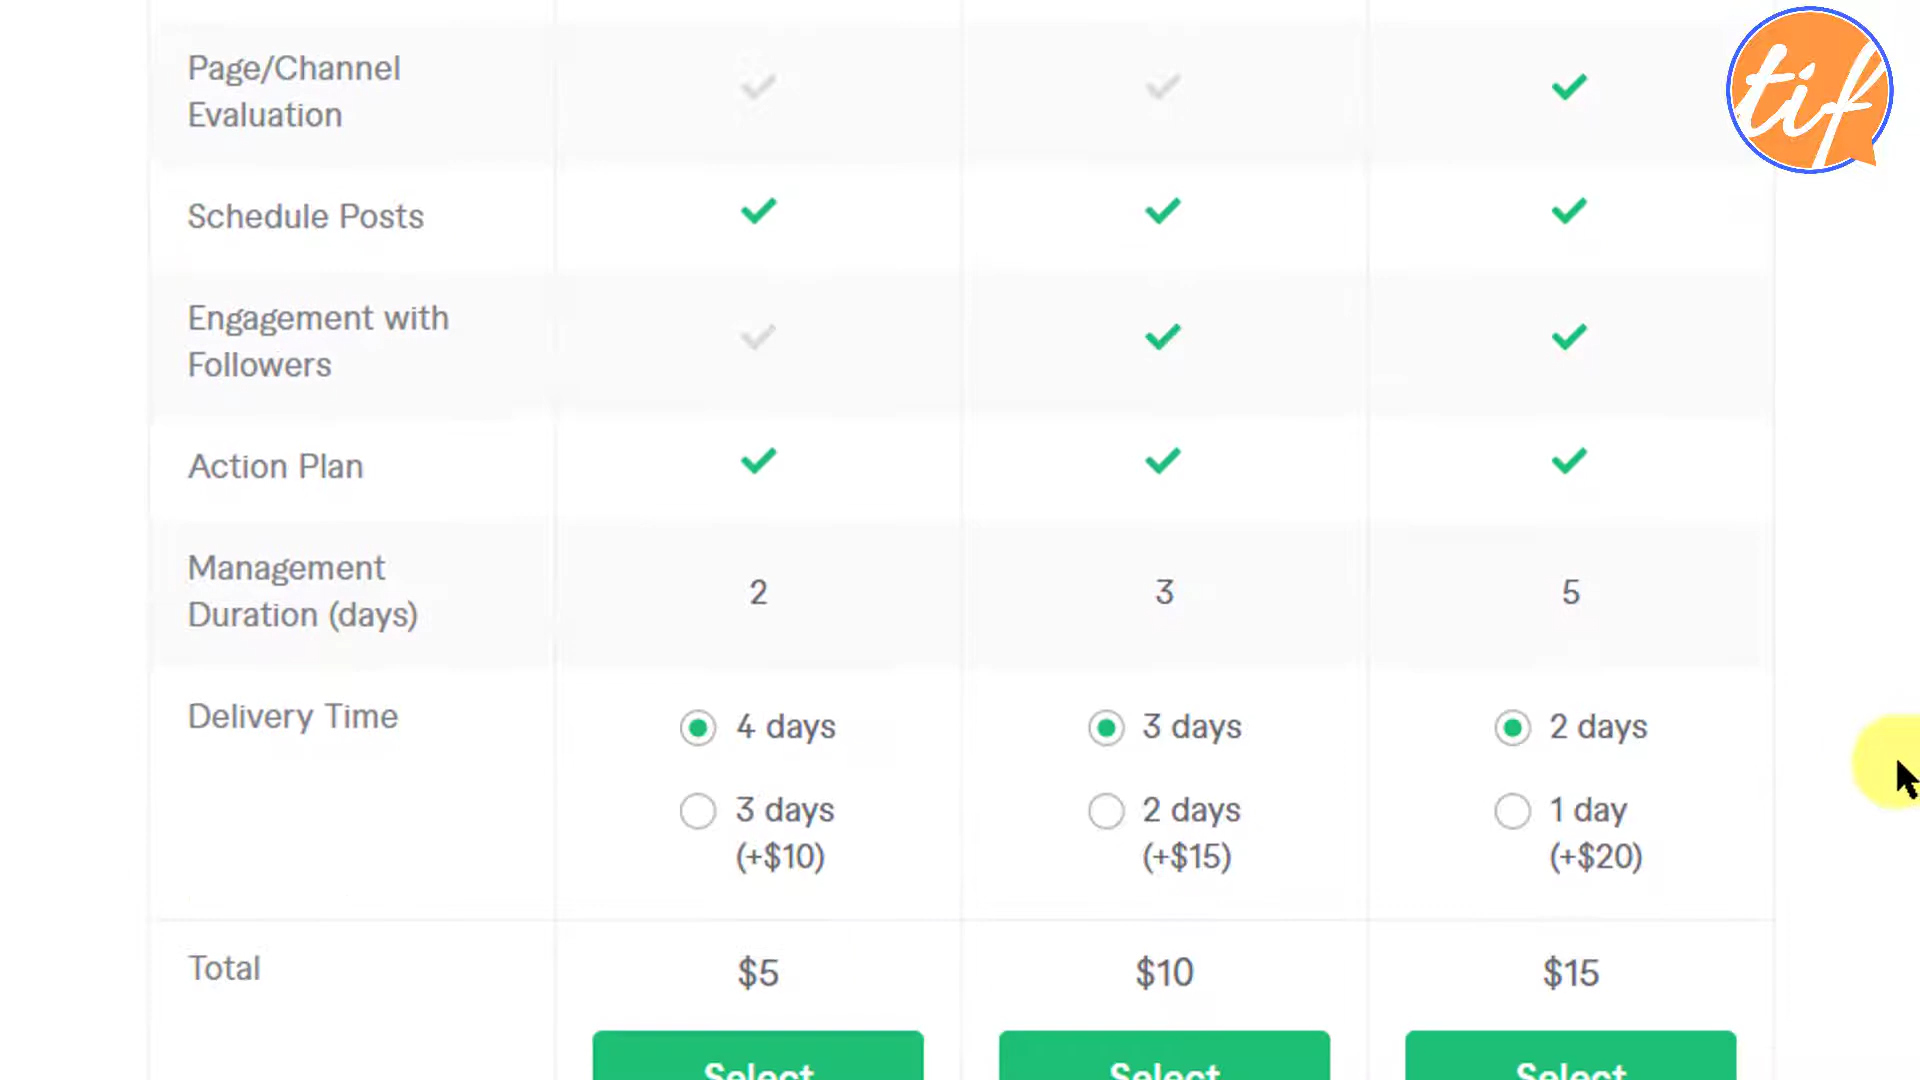 tif
Page/Channel
Evaluation
Schedule Posts
Engagement with
Followers
Action Plan
Management
Duration (days)
2
3
5
Delivery Time
4 days
3 days
2 days
3 days
(+$10)
2 days
(+$15)
1 day
(+$20)
Total
$5
$10
$15
Select
Select
Select